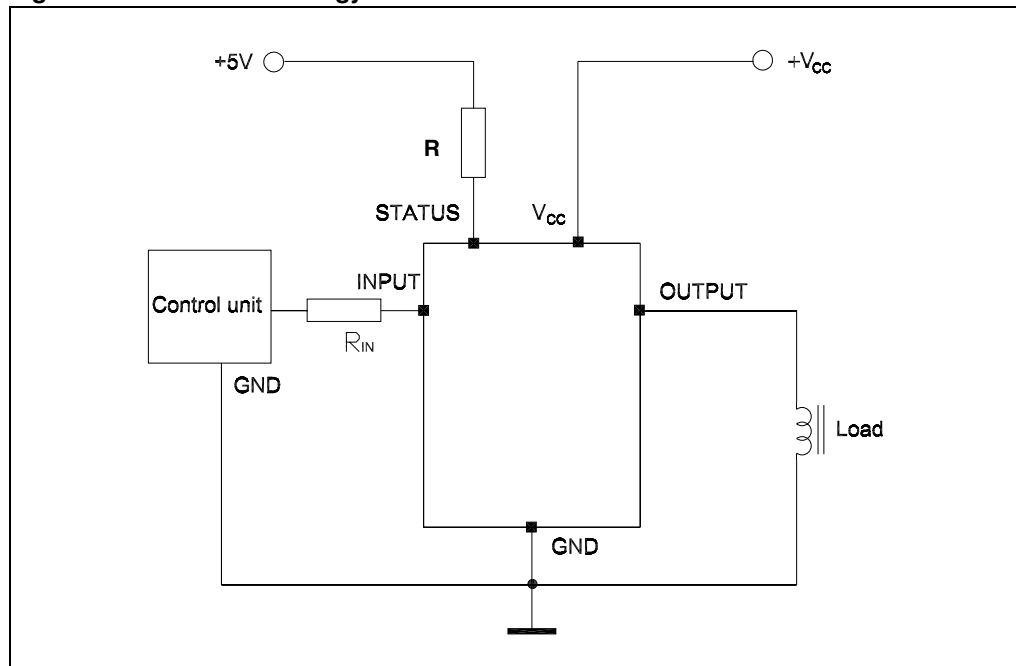 +5V
+VCC
R
STATUS
VCC
INPUT
OUTPUT
Control unit
RIN
GND
Load
GND